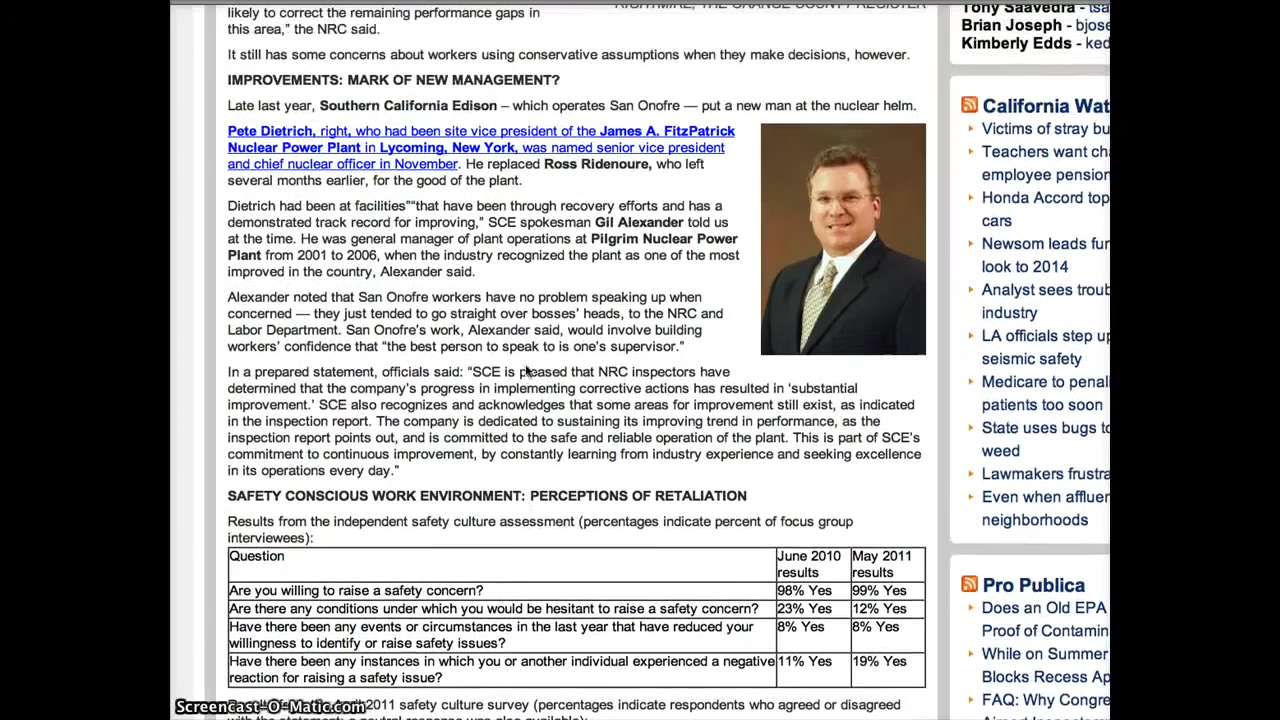 RIGHTMIRE, THE ORANGE COUNTY REGISTER
likely to correct the remaining performance gaps in
this area,” the NRC said.
It still has some concerns about workers using conservative assumptions when they make decisions, however.
IMPROVEMENTS: MARK OF NEW MANAGEMENT?
Late last year, Southern California Edison – which operates San Onofre — put a new man at the nuclear helm.
Pete Dietrich, right, who had been site vice president of the James A. FitzPatrick
Nuclear Power Plant in Lycoming, New York, was named senior vice president
and chief nuclear officer in November. He replaced Ross Ridenoure, who left
several months earlier, for the good of the plant.
Dietrich had been at facilities”“that have been through recovery efforts and has a
demonstrated track record for improving,” SCE spokesman Gil Alexander told us
at the time. He was general manager of plant operations at Pilgrim Nuclear Power
Plant from 2001 to 2006, when the industry recognized the plant as one of the most
improved in the country, Alexander said.
Alexander noted that San Onofre workers have no problem speaking up when
concerned — they just tended to go straight over bosses’ heads, to the NRC and
Labor Department. San Onofre’s work, Alexander said, would involve building
workers’ confidence that “the best person to speak to is one’s supervisor.”
In a prepared statement, officials said: “SCE is pleased that NRC inspectors have
determined that the company’s progress in implementing corrective actions has resulted in ‘substantial
improvement.’ SCE also recognizes and acknowledges that some areas for improvement still exist, as indicated
in the inspection report. The company is dedicated to sustaining its improving trend in performance, as the
inspection report points out, and is committed to the safe and reliable operation of the plant. This is part of SCE’s
commitment to continuous improvement, by constantly learning from industry experience and seeking excellence
in its operations every day.”
SAFETY CONSCIOUS WORK ENVIRONMENT: PERCEPTIONS OF RETALIATION
Results from the independent safety culture assessment (percentages indicate percent of focus group
interviewees):
Question June 2010 results May 2011 results
Are you willing to raise a safety concern? 98% Yes 99% Yes
Are there any conditions under which you would be hesitant to raise a safety concern? 23% Yes 12% Yes
Have there been any events or circumstances in the last year that have reduced your
willingness to identify or raise safety issues? 8% Yes 8% Yes
Have there been any instances in which you or another individual experienced a negative
reaction for raising a safety issue? 11% Yes 19% Yes
2011 safety culture survey (percentages indicate respondents who agreed or disagreed
Screencast-O-Matic.com
Tony Saavedra - tsa
Brian Joseph - bjose
Kimberly Edds - ked
California Wat
Victims of stray bu
Teachers want cha
employee pension
Honda Accord top
cars
Newsom leads fun
look to 2014
Analyst sees troub
industry
LA officials step up
seismic safety
Medicare to penali
patients too soon
State uses bugs to
weed
Lawmakers frustra
Even when affluen
neighborhoods
Pro Publica
Does an Old EPA
Proof of Contamin
While on Summer
Blocks Recess Ap
FAQ: Why Congre